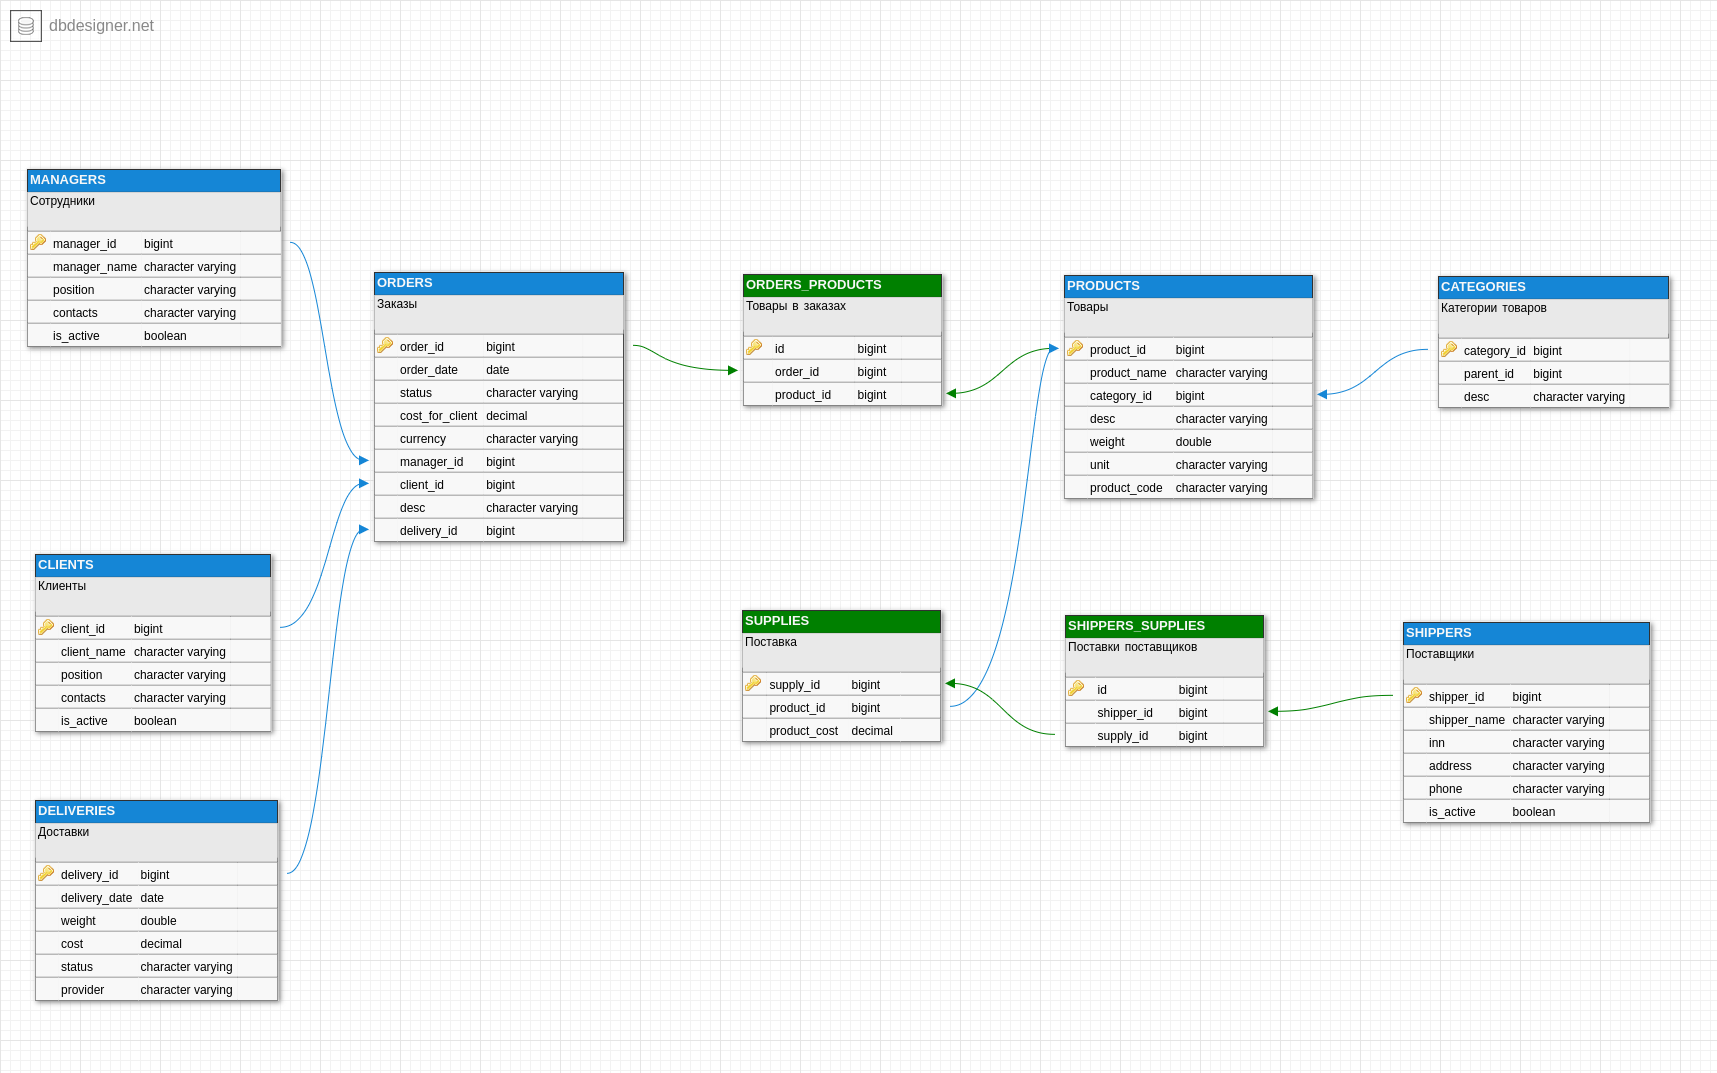 dbdesigner.net
MANAGERS
Сотрудники
manager_id bigint
manager_name character varying
position character varying
contacts character varying
is_active boolean
CLIENTS
Клиенты
client_id bigint
client_name character varying
position character varying
contacts character varying
is_active boolean
DELIVERIES
Доставки
delivery_id bigint
delivery_date date
weight double
cost decimal
status character varying
provider character varying
ORDERS
Заказы
order_id bigint
order_date date
status character varying
cost_for_client decimal
currency character varying
manager_id bigint
client_id bigint
desc character varying
delivery_id bigint
ORDERS_PRODUCTS
Товары в заказах
id bigint
order_id bigint
product_id bigint
SUPPLIES
Поставка
supply_id bigint
product_id bigint
product_cost decimal
PRODUCTS
Товары
product_id bigint
product_name character varying
category_id bigint
desc character varying
weight double
unit character varying
product_code character varying
SHIPPERS_SUPPLIES
Поставки поставщиков
id bigint
shipper_id bigint
supply_id bigint
CATEGORIES
Категории товаров
category_id bigint
parent_id bigint
desc character varying
SHIPPERS
Поставщики
shipper_id bigint
shipper_name character varying
inn character varying
address character varying
phone character varying
is_active boolean